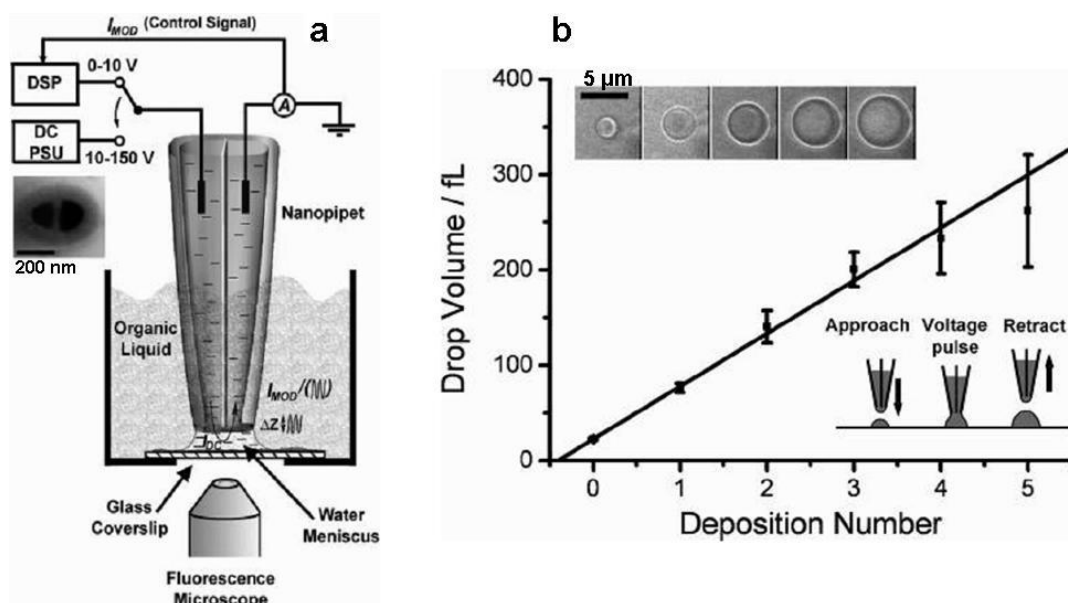 I_MOD (Control Signal)
a
DSP
0-10 V
A
DC
PSU
10-150 V
Nanopipet
200 nm
Organic
Liquid
I_MOD/(
ΔZ
I_DC
Glass
Coverslip
Water
Meniscus
Fluorescence
Microscope
b
400
300
200
100
0
Drop Volume / fL
5 µm
Approach
Voltage
pulse
Retract
0 1 2 3 4 5
Deposition Number